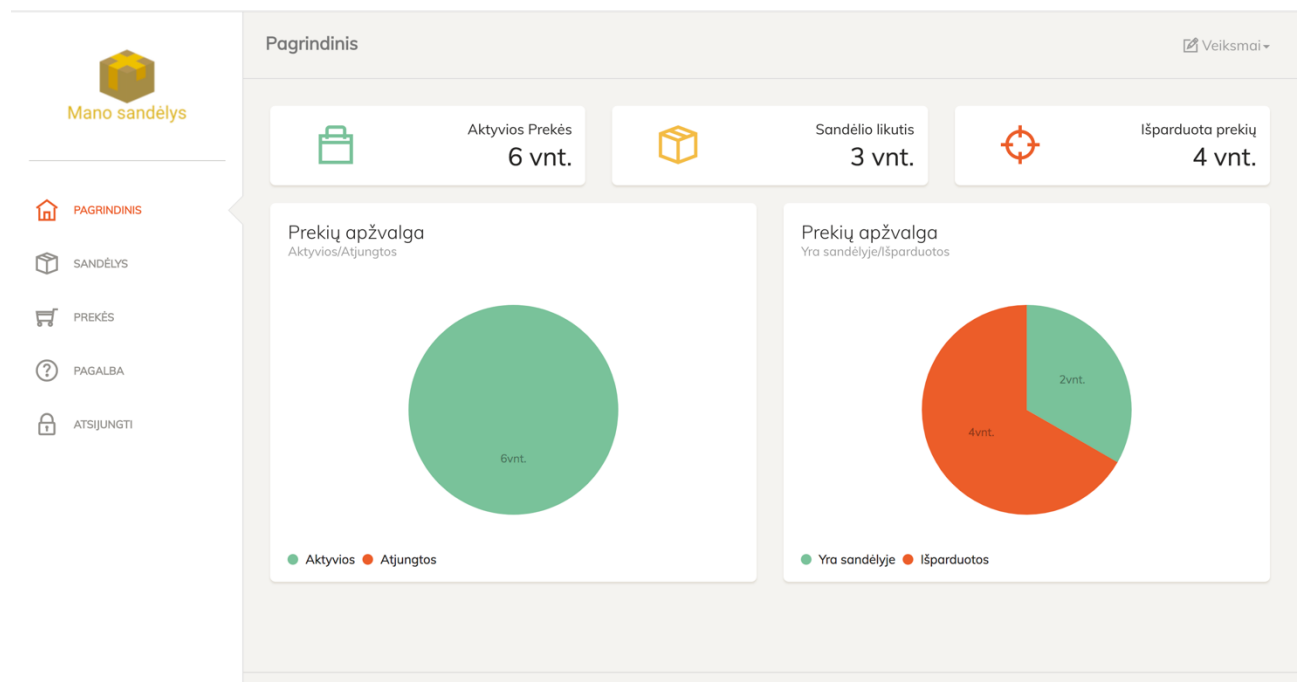 Mano sandėlys
PAGRINDINIS
SANDĖLYS
PREKĖS
PAGALBA
ATSIJUNGTI
Pagrindinis
Veiksmai
Aktyvios Prekės
6 vnt.
Sandėlio likutis
3 vnt.
Išparduota prekių
4 vnt.
Prekių apžvalga
Aktyvios/Atjungtos
6vnt.
Aktyvios Atjungtos
Prekių apžvalga
Yra sandėlyje/Išparduotos
2vnt.
4vnt.
Yra sandėlyje Išparduotos